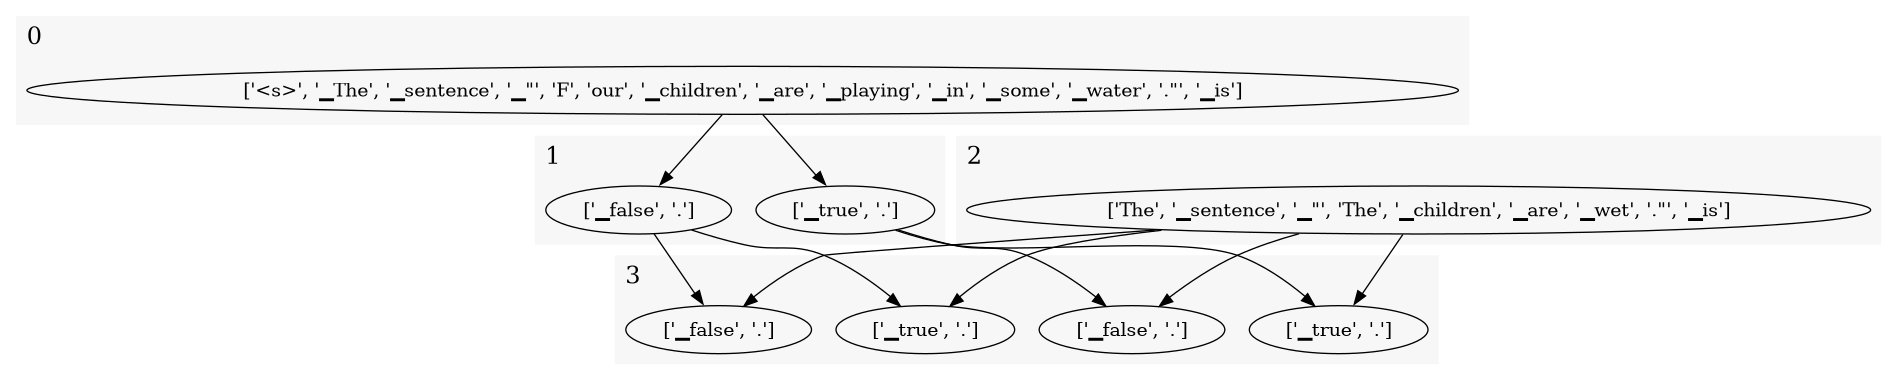 0
['<s>', '▁The', '▁sentence', '▁"', 'F', 'our', '▁children', '▁are', '▁playing', '▁in', '▁some', '▁water', '."', '▁is']
1
2
['▁false', '.']
['▁true', '.']
['The', '▁sentence', '▁"', 'The', '▁children', '▁are', '▁wet', '."', '▁is']
3
['▁false', '.']
['▁true', '.']
['▁false', '.']
['▁true', '.']